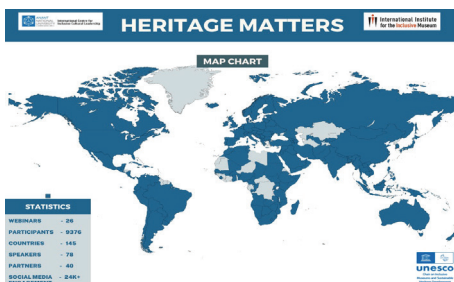 HERITAGE MATTERS
International Institute
for the Inclusive Museum
MAP CHART
STATISTICS
WEBINARS - 26
PARTICIPANTS - 9376
COUNTRIES - 145
SPEAKERS - 78
PARTNERS - 40
SOCIAL MEDIA - 24K+
unesco